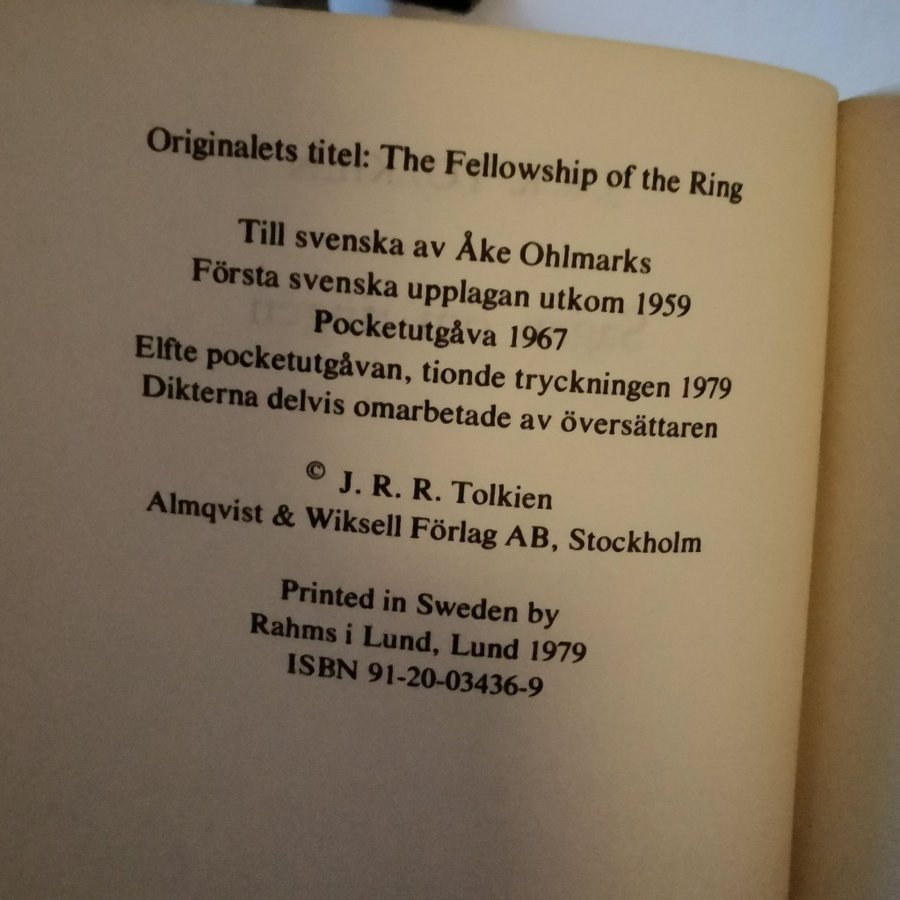 Originalets titel: The Fellowship of the Ring
Till svenska av Åke Ohlmarks
Första svenska upplagan utkom 1959
Pocketutgåva 1967
Elfte pocketutgåvan, tionde tryckningen 1979
Dikterna delvis omarbetade av översättaren
© J. R. R. Tolkien
Almqvist & Wiksell Förlag AB, Stockholm
Printed in Sweden by
Rahms i Lund, Lund 1979
ISBN 91-20-03436-9